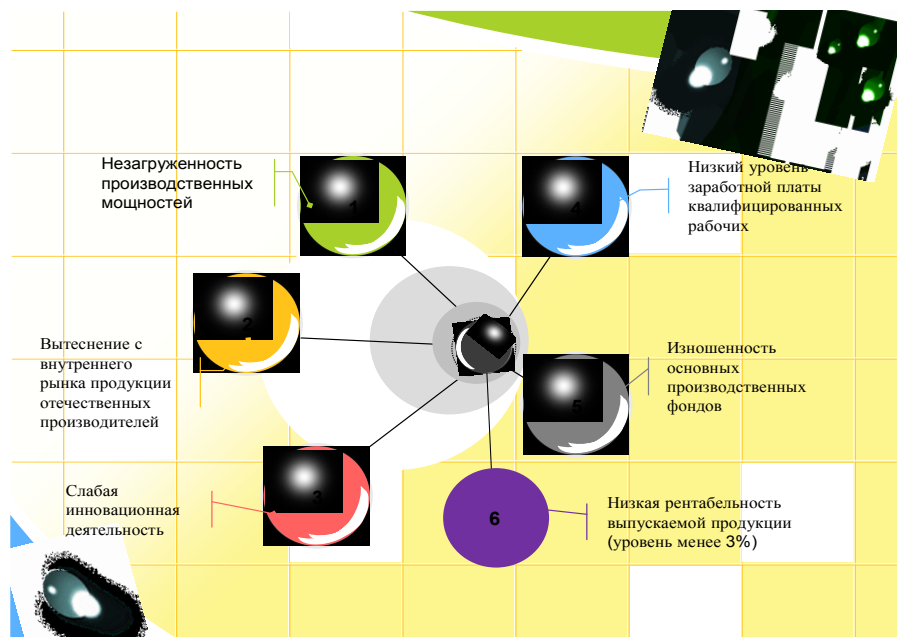 Незагруженность
производственных
мощностей
1
2
Вытеснение с
внутреннего
рынка продукции
отечественных
производителей
3
Слабая
инновационная
деятельность
4
Низкий уровень
заработной платы
квалифицированных
рабочих
5
Изношенность
основных
производственных
фондов
6
Низкая рентабельность
выпускаемой продукции
(уровень менее 3%)